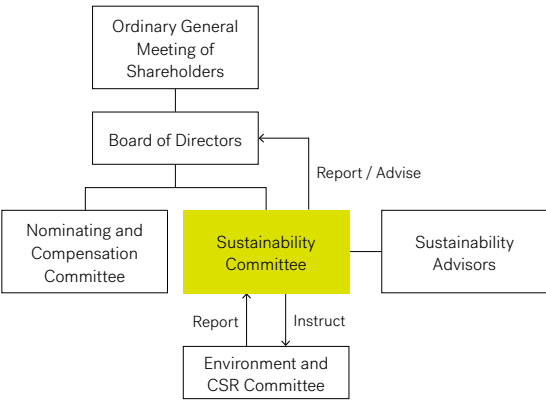 Ordinary General
Meeting of
Shareholders
Board of Directors
Report / Advise
Nominating and
Compensation
Committee
Sustainability
Committee
Sustainability
Advisors
Report
Instruct
Environment and
CSR Committee